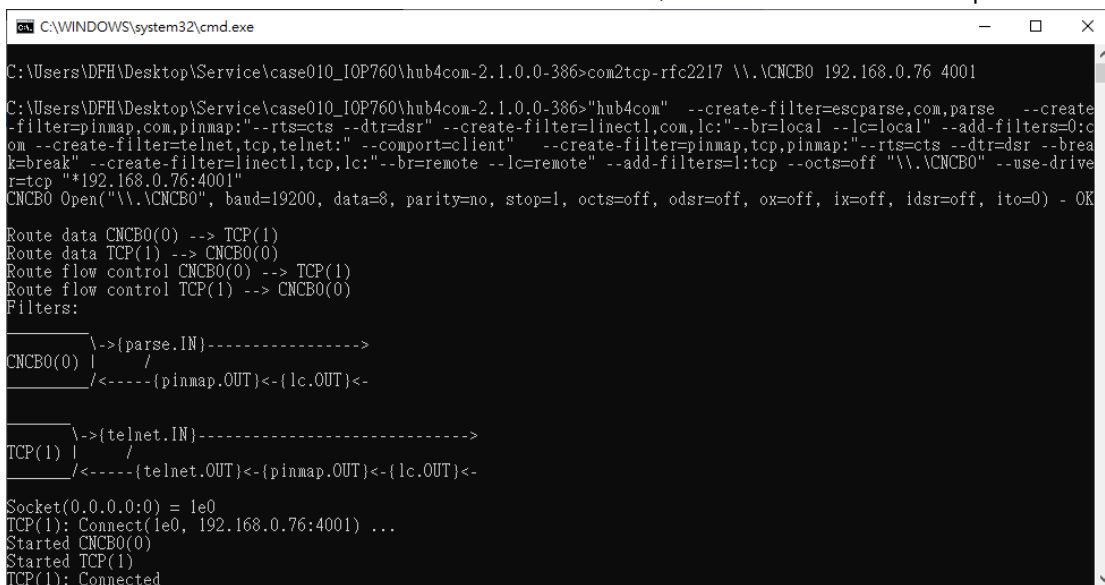 C:\WINDOWS\system32\cmd.exe
C:\Users\DFH\Desktop\Service\case010_IOP760\hub4com-2.1.0.0-386>com2tcp-rfc2217 \\.\CNCB0 192.168.0.76 4001
C:\Users\DFH\Desktop\Service\case010_IOP760\hub4com-2.1.0.0-386>"hub4com"  --create-filter=escparse,com,parse   --create
-filter=pinmap,com,pinmap:"--rts=cts --dtr=dsr" --create-filter=linectl,com,lc:"--br=local --lc=local" --add-filters=0:c
om --create-filter=telnet,tcp,telnet:" --comport=client"   --create-filter=pinmap,tcp,pinmap:"--rts=cts --dtr=dsr --brea
k=break" --create-filter=linectl,tcp,lc:"--br=remote --lc=remote" --add-filters=1:tcp --octs=off "\\.\CNCB0" --use-drive
r=tcp "*192.168.0.76:4001"
CNCB0 Open("\\.\CNCB0", baud=19200, data=8, parity=no, stop=1, octs=off, odsr=off, ox=off, ix=off, idsr=off, ito=0) - OK
Route data CNCB0(0) --> TCP(1)
Route data TCP(1) --> CNCB0(0)
Route flow control CNCB0(0) --> TCP(1)
Route flow control TCP(1) --> CNCB0(0)
Filters:
________
        \->{parse.IN}----------------->
CNCB0(0) |     /
________/<-----{pinmap.OUT}<-{lc.OUT}<-
______
      \->{telnet.IN}------------------------------>
TCP(1) |     /
______/<-----{telnet.OUT}<-{pinmap.OUT}<-{lc.OUT}<-
Socket(0.0.0.0:0) = 1e0
TCP(1): Connect(1e0, 192.168.0.76:4001) ...
Started CNCB0(0)
Started TCP(1)
TCP(1): Connected